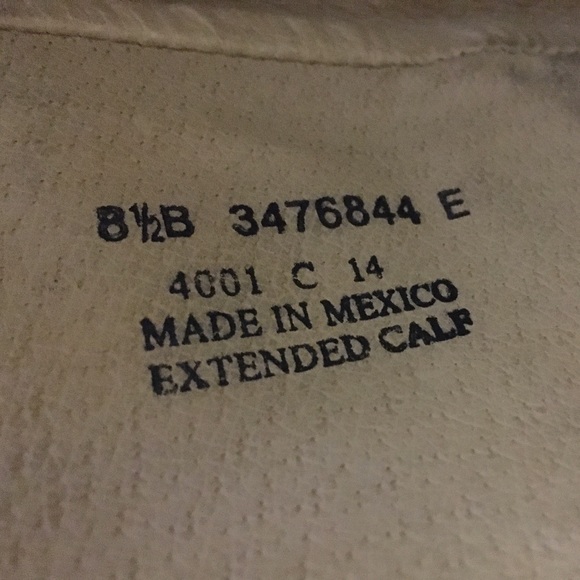 8½B 3476844 E
4001 C 14
MADE IN MEXICO
EXTENDED CALF